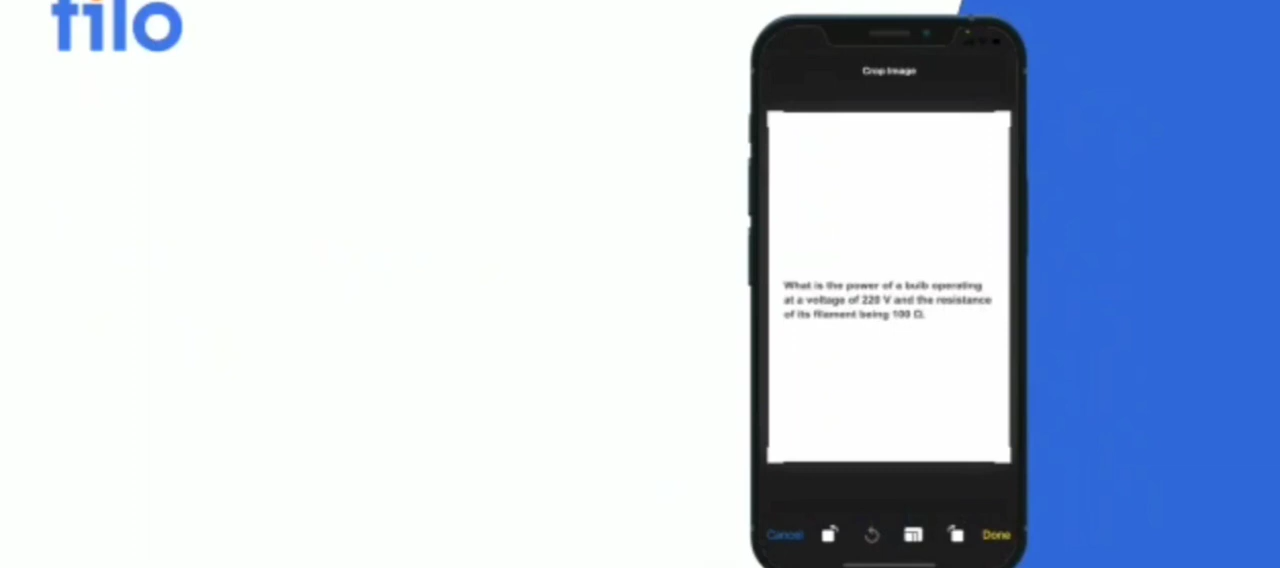 filo
Crop Image
What is the power of a bulb operating
at a voltage of 220 V and the resistance
of its filament being 100 Ω.
Cancel
Done